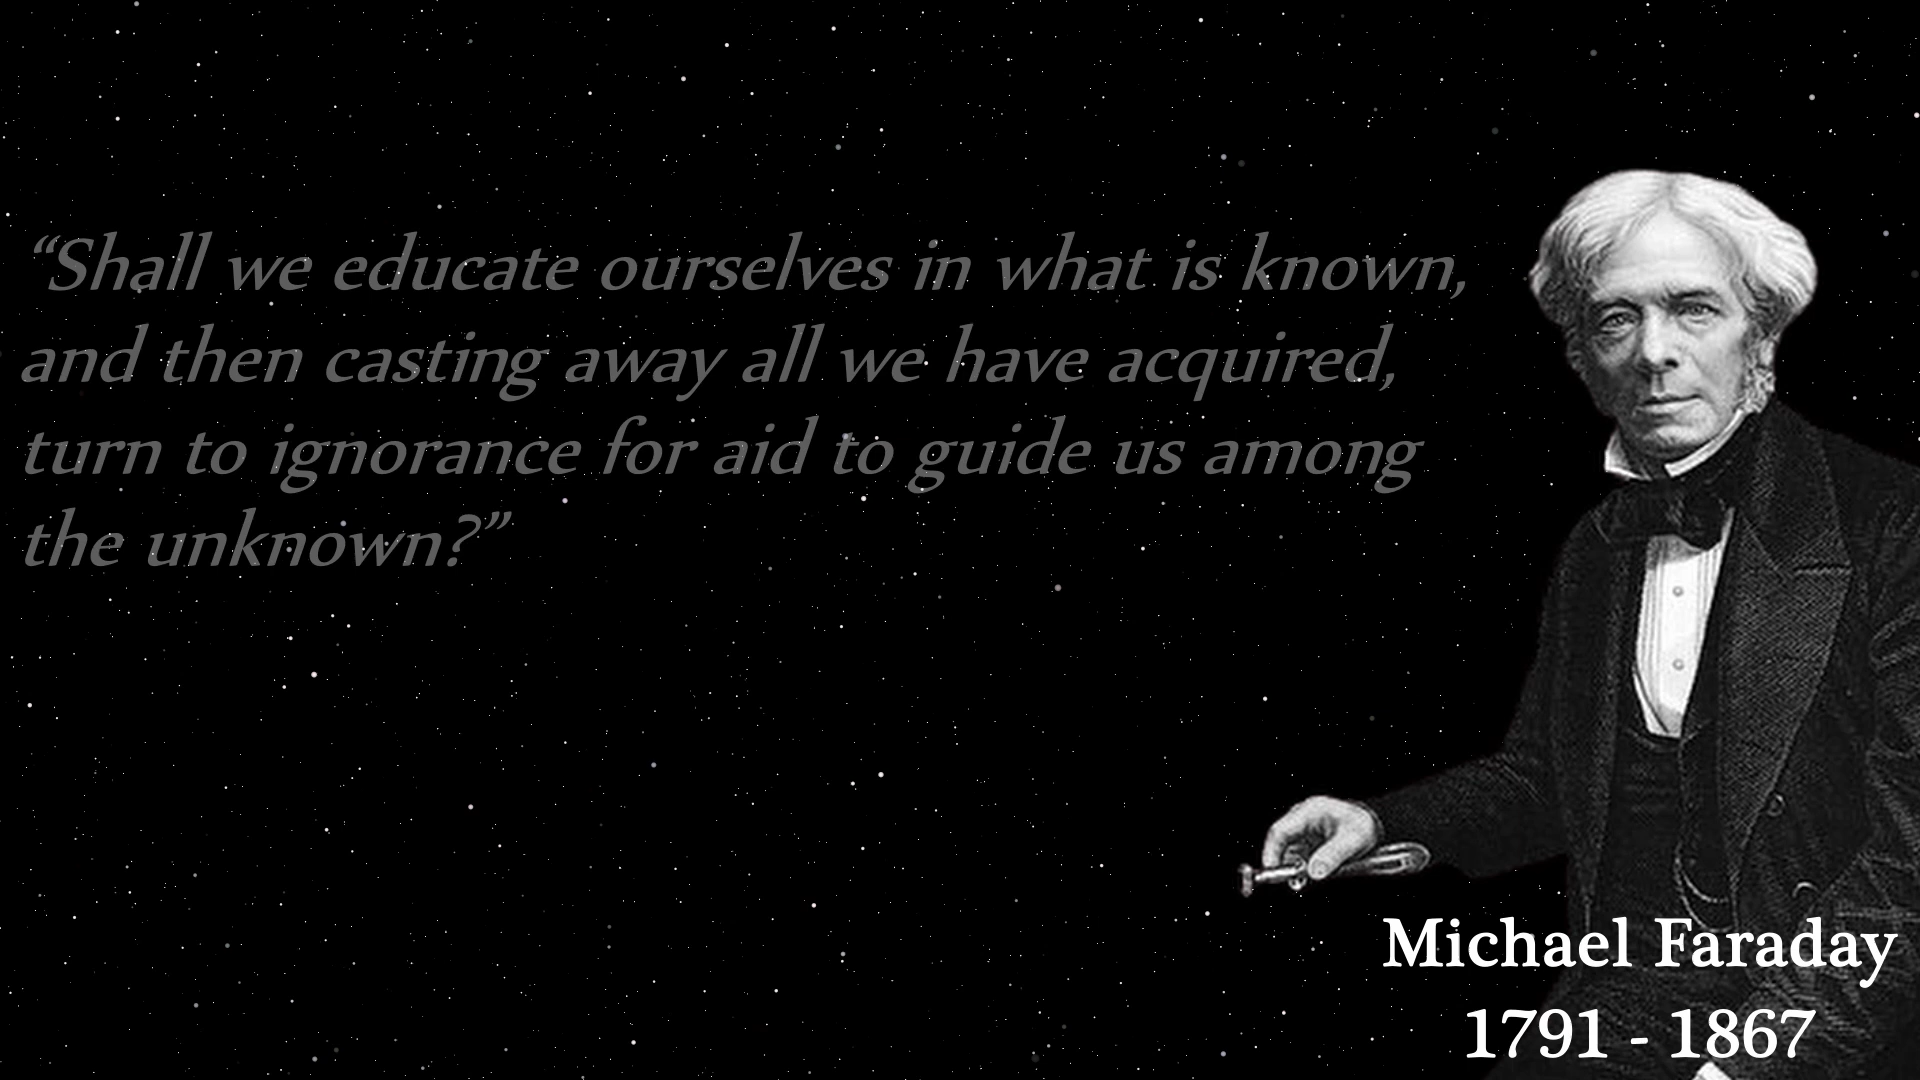 “Shall we educate ourselves in what is known,
and then casting away all we have acquired,
turn to ignorance for aid to guide us among
the unknown?”
Michael Faraday
1791 - 1867